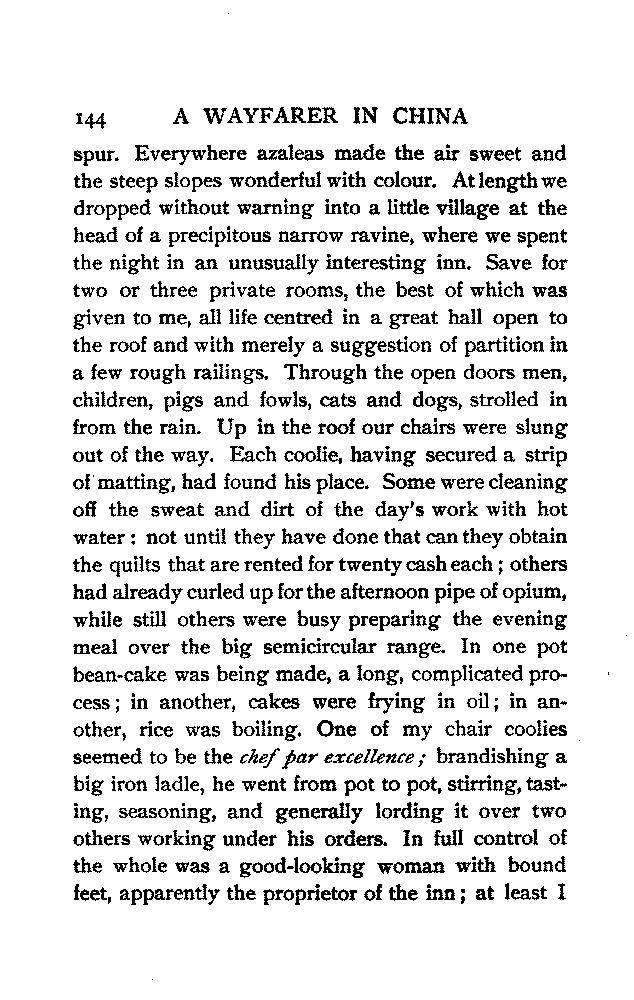 144 A WAYFARER IN CHINA
spur. Everywhere azaleas made the air sweet and
the steep slopes wonderful with colour. At length we
dropped without warning into a little village at the
head of a precipitous narrow ravine, where we spent
the night in an unusually interesting inn. Save for
two or three private rooms, the best of which was
given to me, all life centred in a great hall open to
the roof and with merely a suggestion of partition in
a few rough railings. Through the open doors men,
children, pigs and fowls, cats and dogs, strolled in
from the rain. Up in the roof our chairs were slung
out of the way. Each coolie, having secured a strip
of matting, had found his place. Some were cleaning
off the sweat and dirt of the day's work with hot
water : not until they have done that can they obtain
the quilts that are rented for twenty cash each ; others
had already curled up for the afternoon pipe of opium,
while still others were busy preparing the evening
meal over the big semicircular range. In one pot
bean-cake was being made, a long, complicated pro-
cess ; in another, cakes were frying in oil ; in an-
other, rice was boiling. One of my chair coolies
seemed to be the chef par excellence ; brandishing a
big iron ladle, he went from pot to pot, stirring, tast-
ing, seasoning, and generally lording it over two
others working under his orders. In full control of
the whole was a good-looking woman with bound
feet, apparently the proprietor of the inn ; at least I